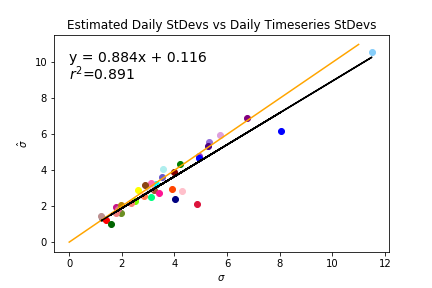 Estimated Daily StDevs vs Daily Timeseries StDevs
y = 0.884x + 0.116
r²=0.891
10
8
6
4
2
0
σ̂
0 2 4 6 8 10 12
σ